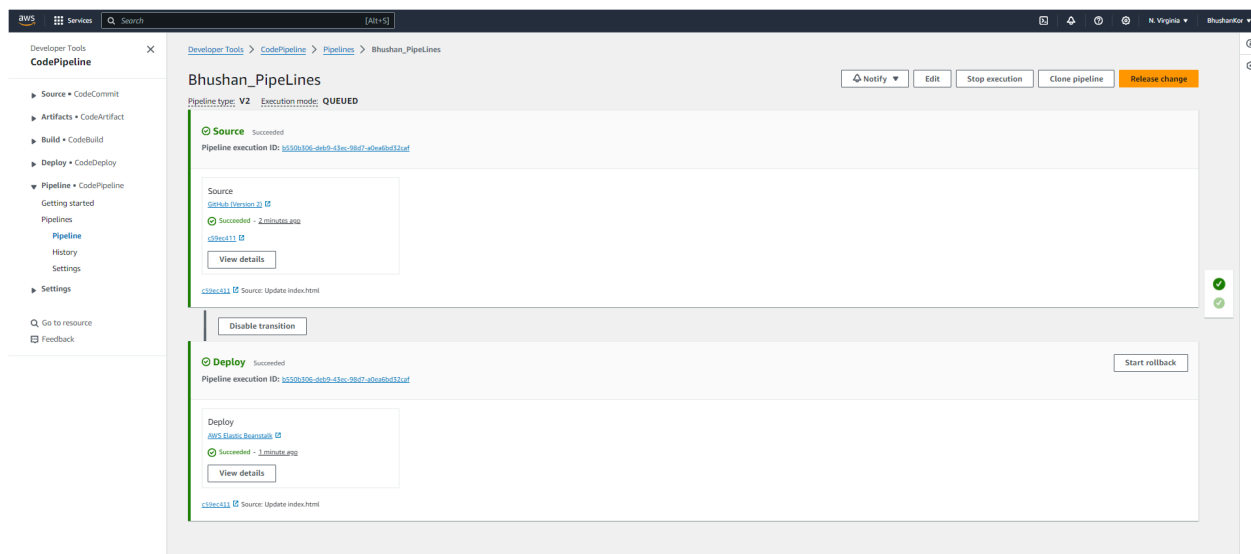 aws Services Search [Alt+S] N. Virginia ▼ BhushanKor ▼
Developer Tools
CodePipeline
Source • CodeCommit
Artifacts • CodeArtifact
Build • CodeBuild
Deploy • CodeDeploy
Pipeline • CodePipeline
Getting started
Pipelines
Pipeline
History
Settings
Settings
Go to resource
Feedback
Developer Tools > CodePipeline > Pipelines > Bhushan_PipeLines
Bhushan_PipeLines
Notify ▼ Edit Stop execution Clone pipeline Release change
Pipeline type: V2 Execution mode: QUEUED
Source Succeeded
Pipeline execution ID: b550b306-deb9-43ec-98d7-a0ea6bd32caf
Source
GitHub (Version 2)
Succeeded - 2 minutes ago
c59ec411
View details
c59ec411 Source: Update index.html
Disable transition
Deploy Succeeded
Start rollback
Pipeline execution ID: b550b306-deb9-43ec-98d7-a0ea6bd32caf
Deploy
AWS Elastic Beanstalk
Succeeded - 1 minute ago
View details
c59ec411 Source: Update index.html